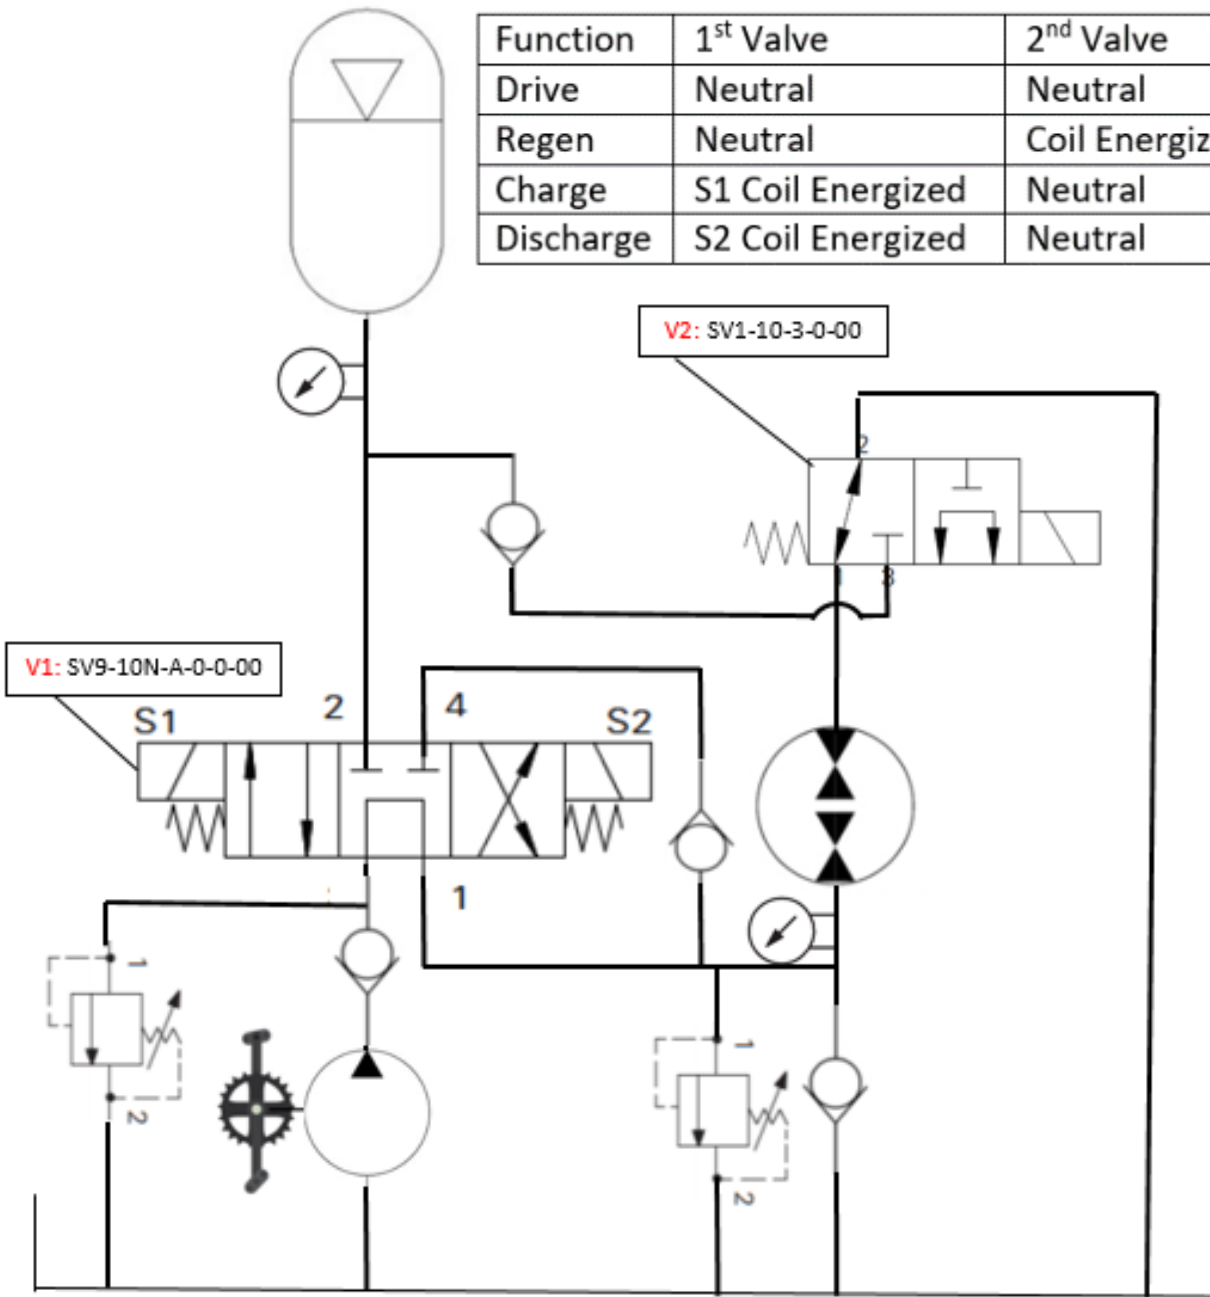 Function 1st Valve 2nd Valve
Drive Neutral Neutral
Regen Neutral Coil Energiz
Charge S1 Coil Energized Neutral
Discharge S2 Coil Energized Neutral
V2: SV1-10-3-0-00
2
1 3
V1: SV9-10N-A-0-0-00
S1 2 4 S2
1
1
2
1
2